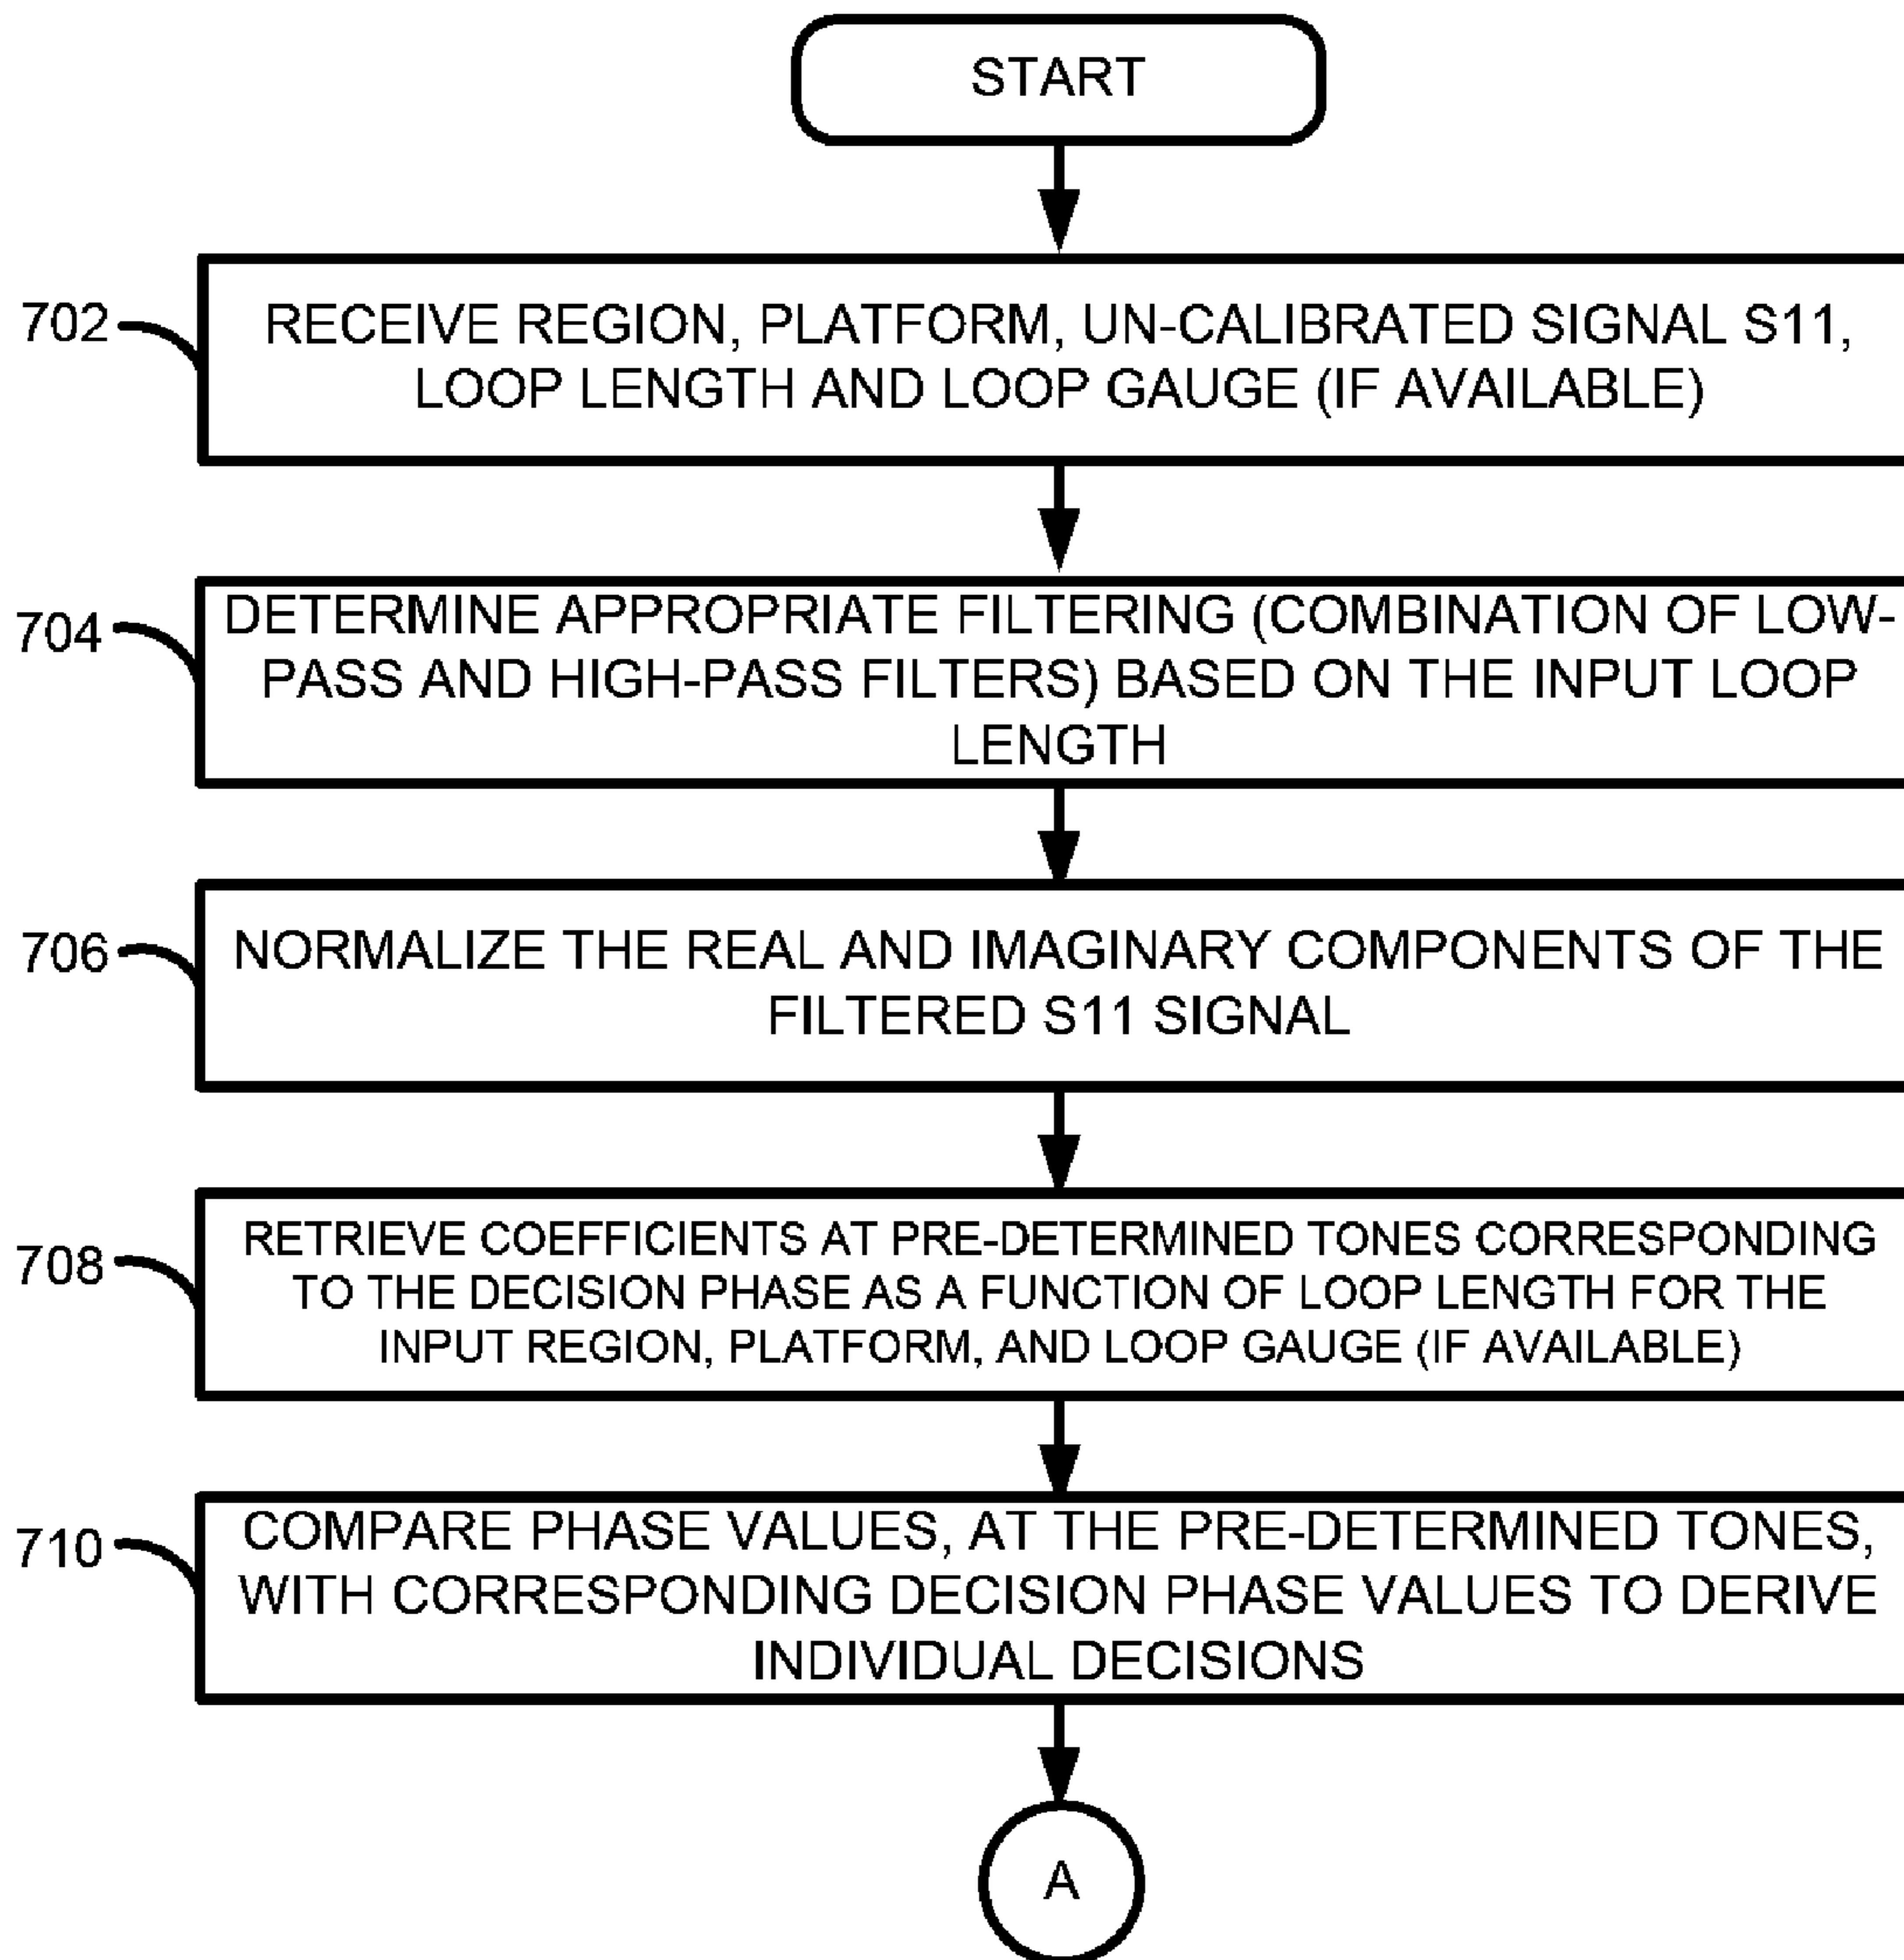 START
702
RECEIVE REGION, PLATFORM, UN-CALIBRATED SIGNAL S11,
LOOP LENGTH AND LOOP GAUGE (IF AVAILABLE)
704
DETERMINE APPROPRIATE FILTERING (COMBINATION OF LOW-
PASS AND HIGH-PASS FILTERS) BASED ON THE INPUT LOOP
LENGTH
706
NORMALIZE THE REAL AND IMAGINARY COMPONENTS OF THE
FILTERED S11 SIGNAL
708
RETRIEVE COEFFICIENTS AT PRE-DETERMINED TONES CORRESPONDING
TO THE DECISION PHASE AS A FUNCTION OF LOOP LENGTH FOR THE
INPUT REGION, PLATFORM, AND LOOP GAUGE (IF AVAILABLE)
710
COMPARE PHASE VALUES, AT THE PRE-DETERMINED TONES,
WITH CORRESPONDING DECISION PHASE VALUES TO DERIVE
INDIVIDUAL DECISIONS
A